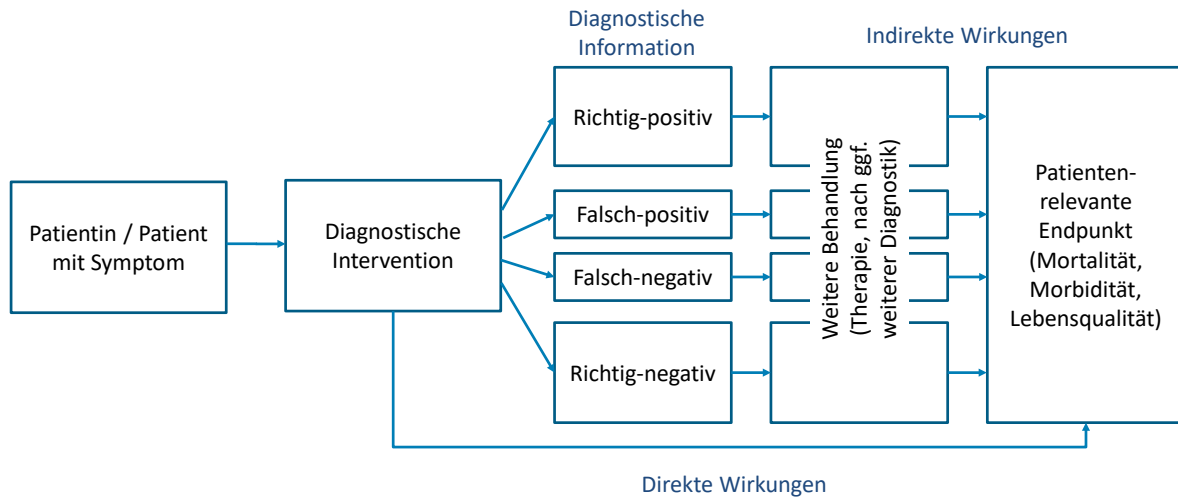 Diagnostische
Information
Indirekte Wirkungen
Patientin / Patient
mit Symptom
Diagnostische
Intervention
Richtig-positiv
Falsch-positiv
Falsch-negativ
Richtig-negativ
Weitere Behandlung
(Therapie, nach ggf.
weiterer Diagnostik)
Patienten-
relevante
Endpunkt
(Mortalität,
Morbidität,
Lebensqualität)
Direkte Wirkungen